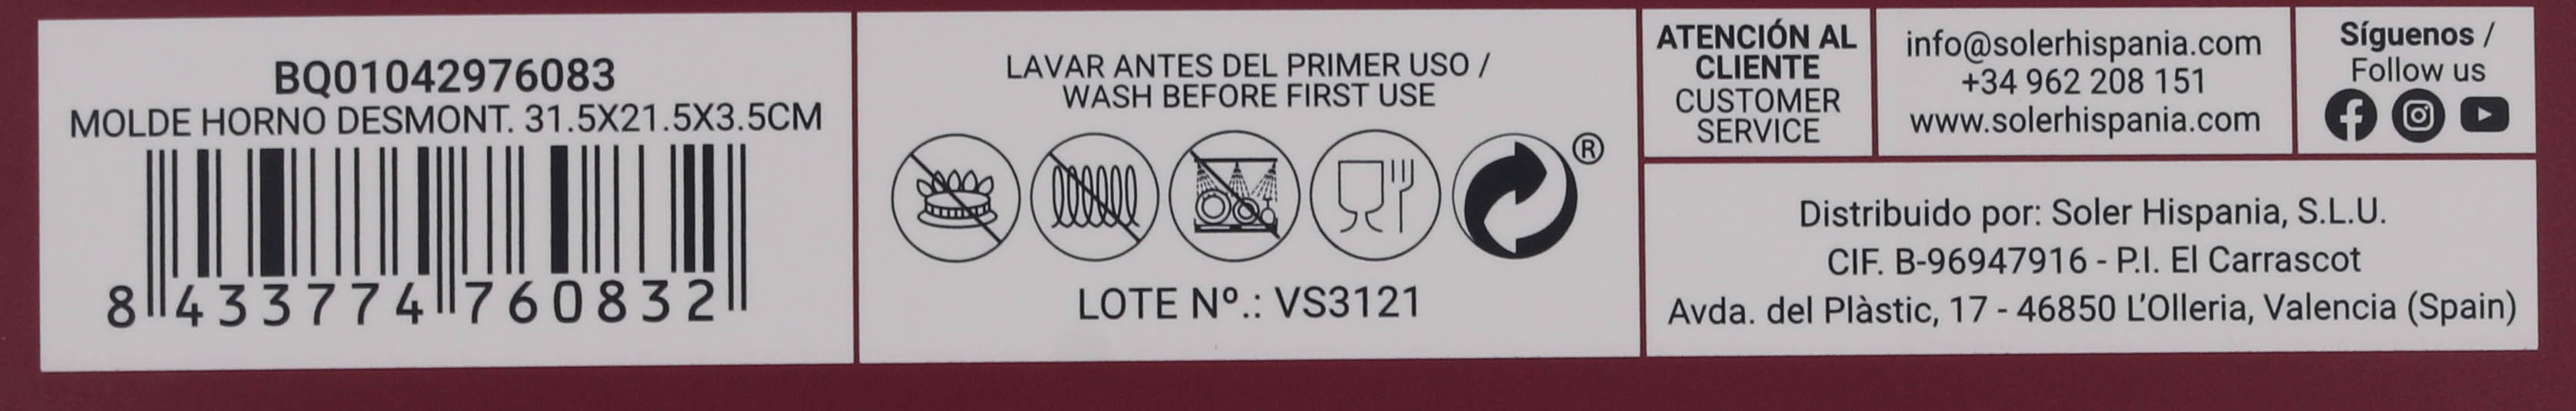 BQ01042976083
MOLDE HORNO DESMONT. 31.5X21.5X3.5CM
8 433774 760832
LAVAR ANTES DEL PRIMER USO /
WASH BEFORE FIRST USE
®
LOTE Nº.: VS3121
ATENCIÓN AL
CLIENTE
CUSTOMER
SERVICE
info@solerhispania.com
+34 962 208 151
www.solerhispania.com
Síguenos /
Follow us
Distribuido por: Soler Hispania, S.L.U.
CIF. B-96947916 - P.I. El Carrascot
Avda. del Plàstic, 17 - 46850 L'Olleria, Valencia (Spain)